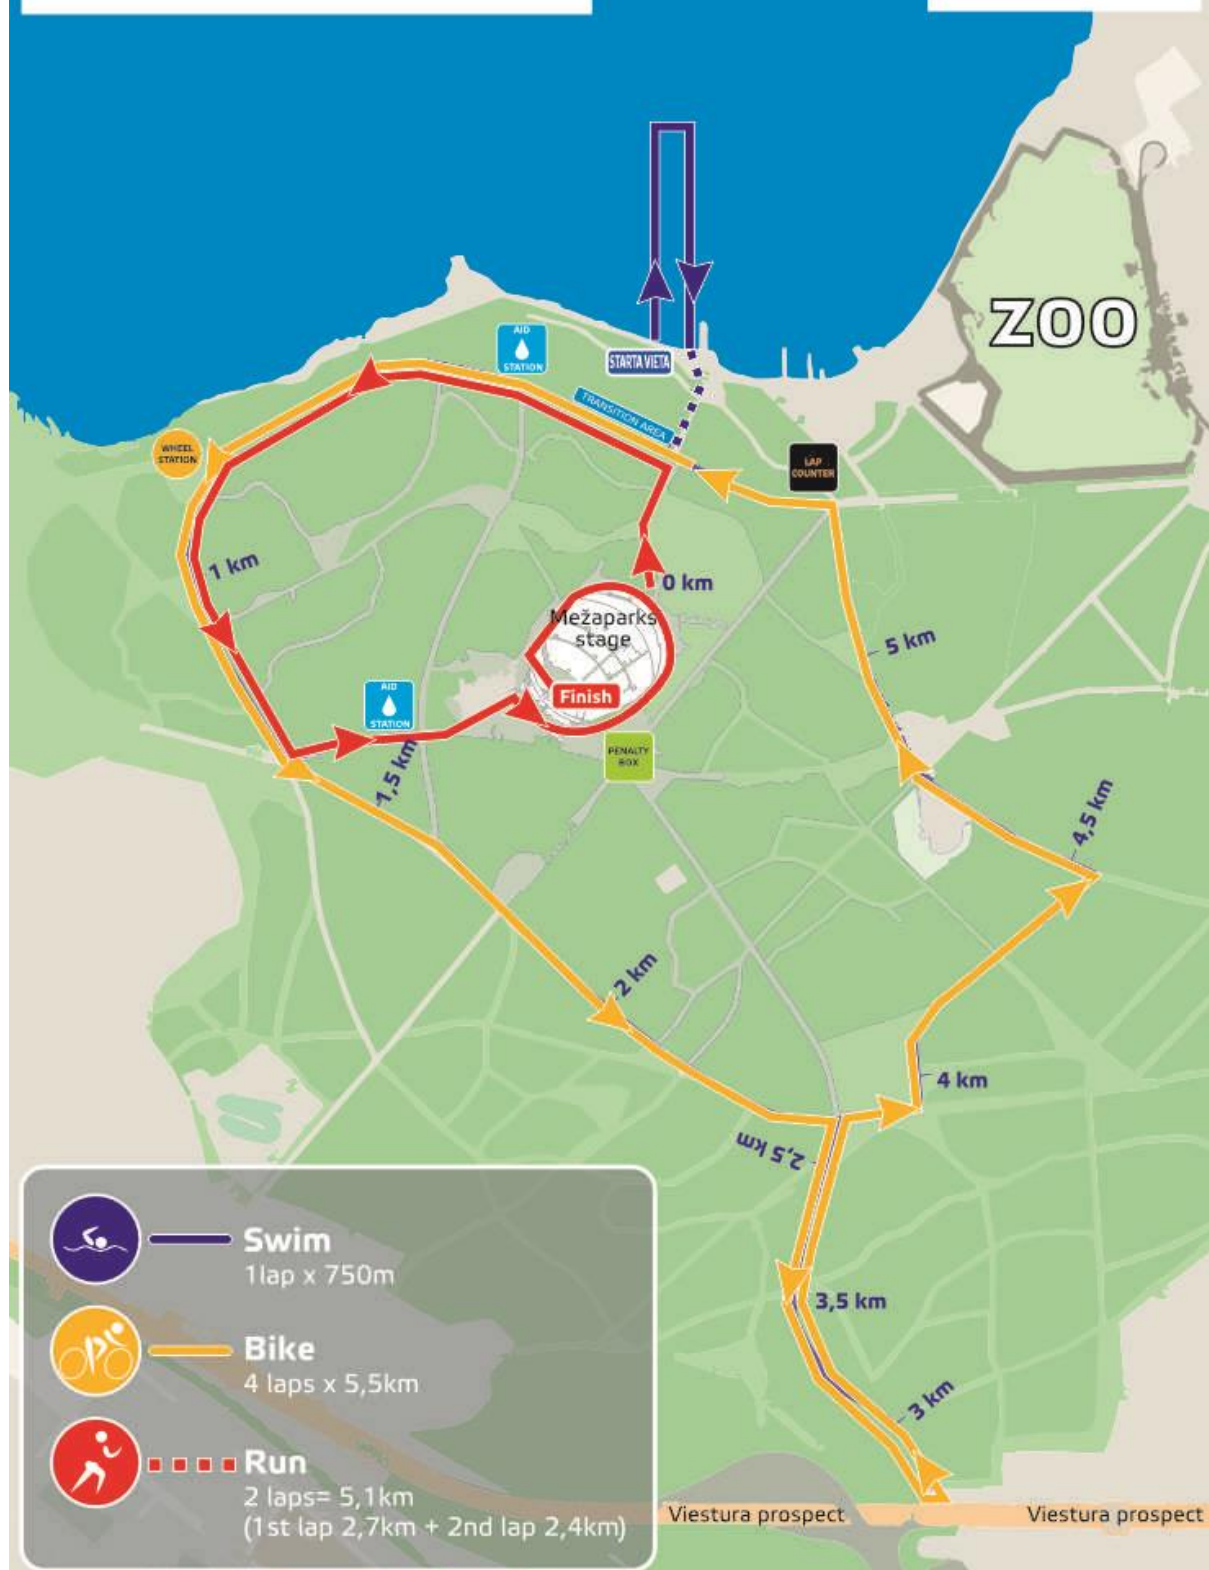 ZOO
AID
STATION
STARTA VIETA
TRANSITION AREA
WHEEL
STATION
LAP
COUNTER
1 km
0 km
Mežaparks
stage
5 km
Finish
AID
STATION
PENALTY
BOX
1,5 km
4,5 km
2 km
4 km
2,5 km
3,5 km
3 km
Swim
1lap x 750m
Bike
4 laps x 5,5km
Run
2 laps= 5,1km
(1st lap 2,7km + 2nd lap 2,4km)
Viestura prospect
Viestura prospect